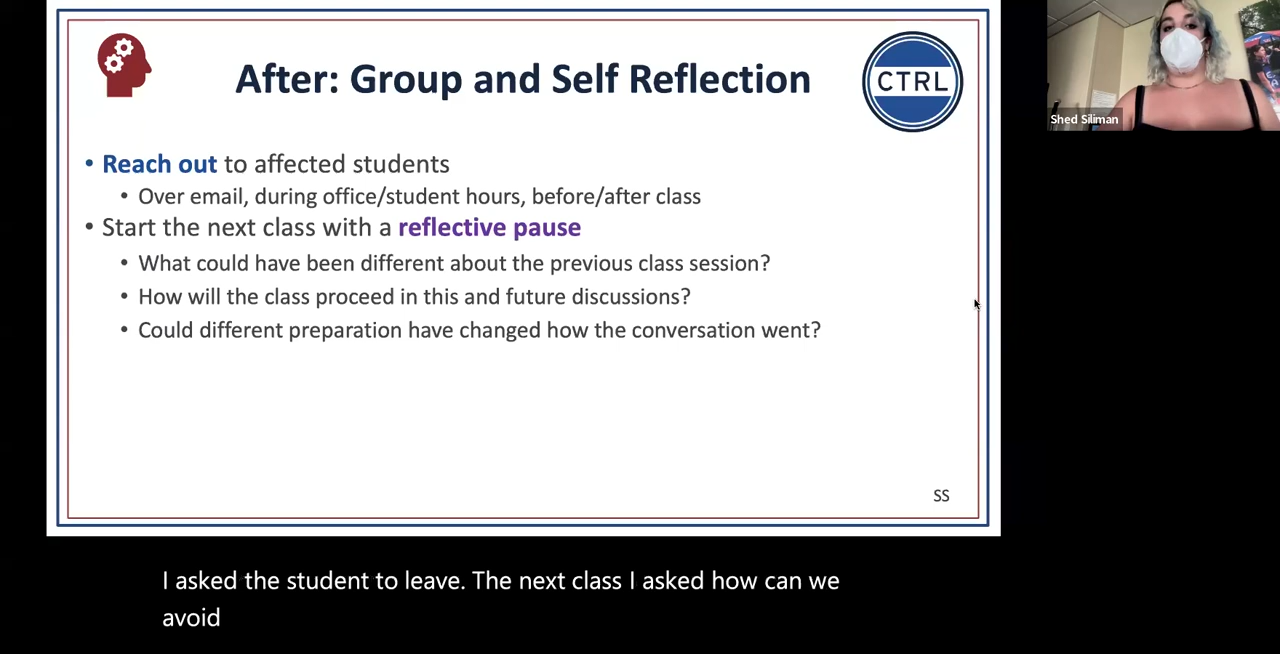 After: Group and Self Reflection
CTRL
Shed Siliman
• Reach out to affected students
• Over email, during office/student hours, before/after class
• Start the next class with a reflective pause
• What could have been different about the previous class session?
• How will the class proceed in this and future discussions?
• Could different preparation have changed how the conversation went?
SS
I asked the student to leave. The next class I asked how can we
avoid